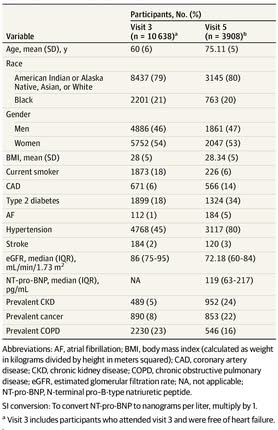 Participants, No. (%)
Variable Visit 3 (n = 10 638)a Visit 5 (n = 3908)b
Age, mean (SD), y 60 (6) 75.11 (5)
Race
American Indian or Alaska Native, Asian, or White 8437 (79) 3145 (80)
Black 2201 (21) 763 (20)
Gender
Men 4886 (46) 1861 (47)
Women 5752 (54) 2047 (53)
BMI, mean (SD) 28 (5) 28.34 (5)
Current smoker 1873 (18) 226 (6)
CAD 671 (6) 566 (14)
Type 2 diabetes 1899 (18) 1324 (34)
AF 112 (1) 184 (5)
Hypertension 4768 (45) 3117 (80)
Stroke 184 (2) 120 (3)
eGFR, median (IQR), mL/min/1.73 m2 86 (75-95) 72.18 (60-84)
NT-pro-BNP, median (IQR), pg/mL NA 119 (63-217)
Prevalent CKD 489 (5) 952 (24)
Prevalent cancer 890 (8) 853 (22)
Prevalent COPD 2230 (23) 546 (16)
Abbreviations: AF, atrial fibrillation; BMI, body mass index (calculated as weight
in kilograms divided by height in meters squared); CAD, coronary artery
disease; CKD, chronic kidney disease; COPD, chronic obstructive pulmonary
disease; eGFR, estimated glomerular filtration rate; NA, not applicable;
NT-pro-BNP, N-terminal pro–B-type natriuretic peptide.
SI conversion: To convert NT-pro-BNP to nanograms per liter, multiply by 1.
a Visit 3 includes participants who attended visit 3 and were free of heart failure.